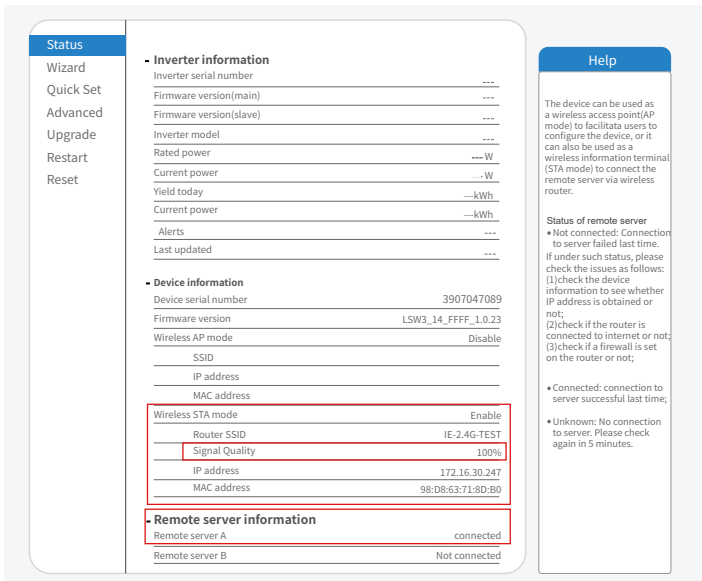 Status
Wizard
Quick Set
Advanced
Upgrade
Restart
Reset
- Inverter information
Inverter serial number ---
Firmware version(main) ---
Firmware version(slave) ---
Inverter model ---
Rated power --- W
Current power --- W
Yield today ---kWh
Current power ---kWh
Alerts ---
Last updated ---
- Device information
Device serial number 3907047089
Firmware version LSW3_14_FFFF_1.0.23
Wireless AP mode Disable
SSID
IP address
MAC address
Wireless STA mode Enable
Router SSID IE-2.4G-TEST
Signal Quality 100%
IP address 172.16.30.247
MAC address 98:D8:63:71:8D:B0
- Remote server information
Remote server A connected
Remote server B Not connected
Help
The device can be used as
a wireless access point(AP
mode) to facilitata users to
configure the device, or it
can also be used as a
wireless information terminal
(STA mode) to connect the
remote server via wireless
router.
Status of remote server
◆Not connected: Connection
to server failed last time.
If under such status, please
check the issues as follows:
(1)check the device
information to see whether
IP address is obtained or
not;
(2)check if the router is
connected to internet or not;
(3)check if a firewall is set
on the router or not;
◆Connected: connection to
server successful last time;
◆Unknown: No connection
to server. Please check
again in 5 minutes.